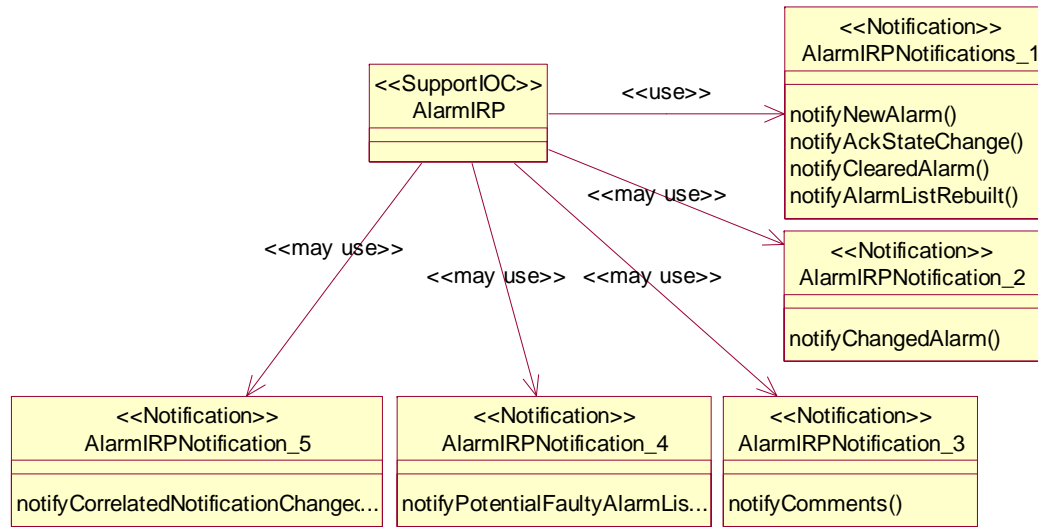 <<Notification>>
AlarmIRPNotifications_1
notifyNewAlarm()
notifyAckStateChange()
notifyClearedAlarm()
notifyAlarmListRebuilt()
<<SupportIOC>>
AlarmIRP
<<use>>
<<may use>>
<<may use>>
<<may use>>
<<may use>>
<<Notification>>
AlarmIRPNotification_2
notifyChangedAlarm()
<<Notification>>
AlarmIRPNotification_5
notifyCorrelatedNotificationChanged...
<<Notification>>
AlarmIRPNotification_4
notifyPotentialFaultyAlarmLis...
<<Notification>>
AlarmIRPNotification_3
notifyComments()